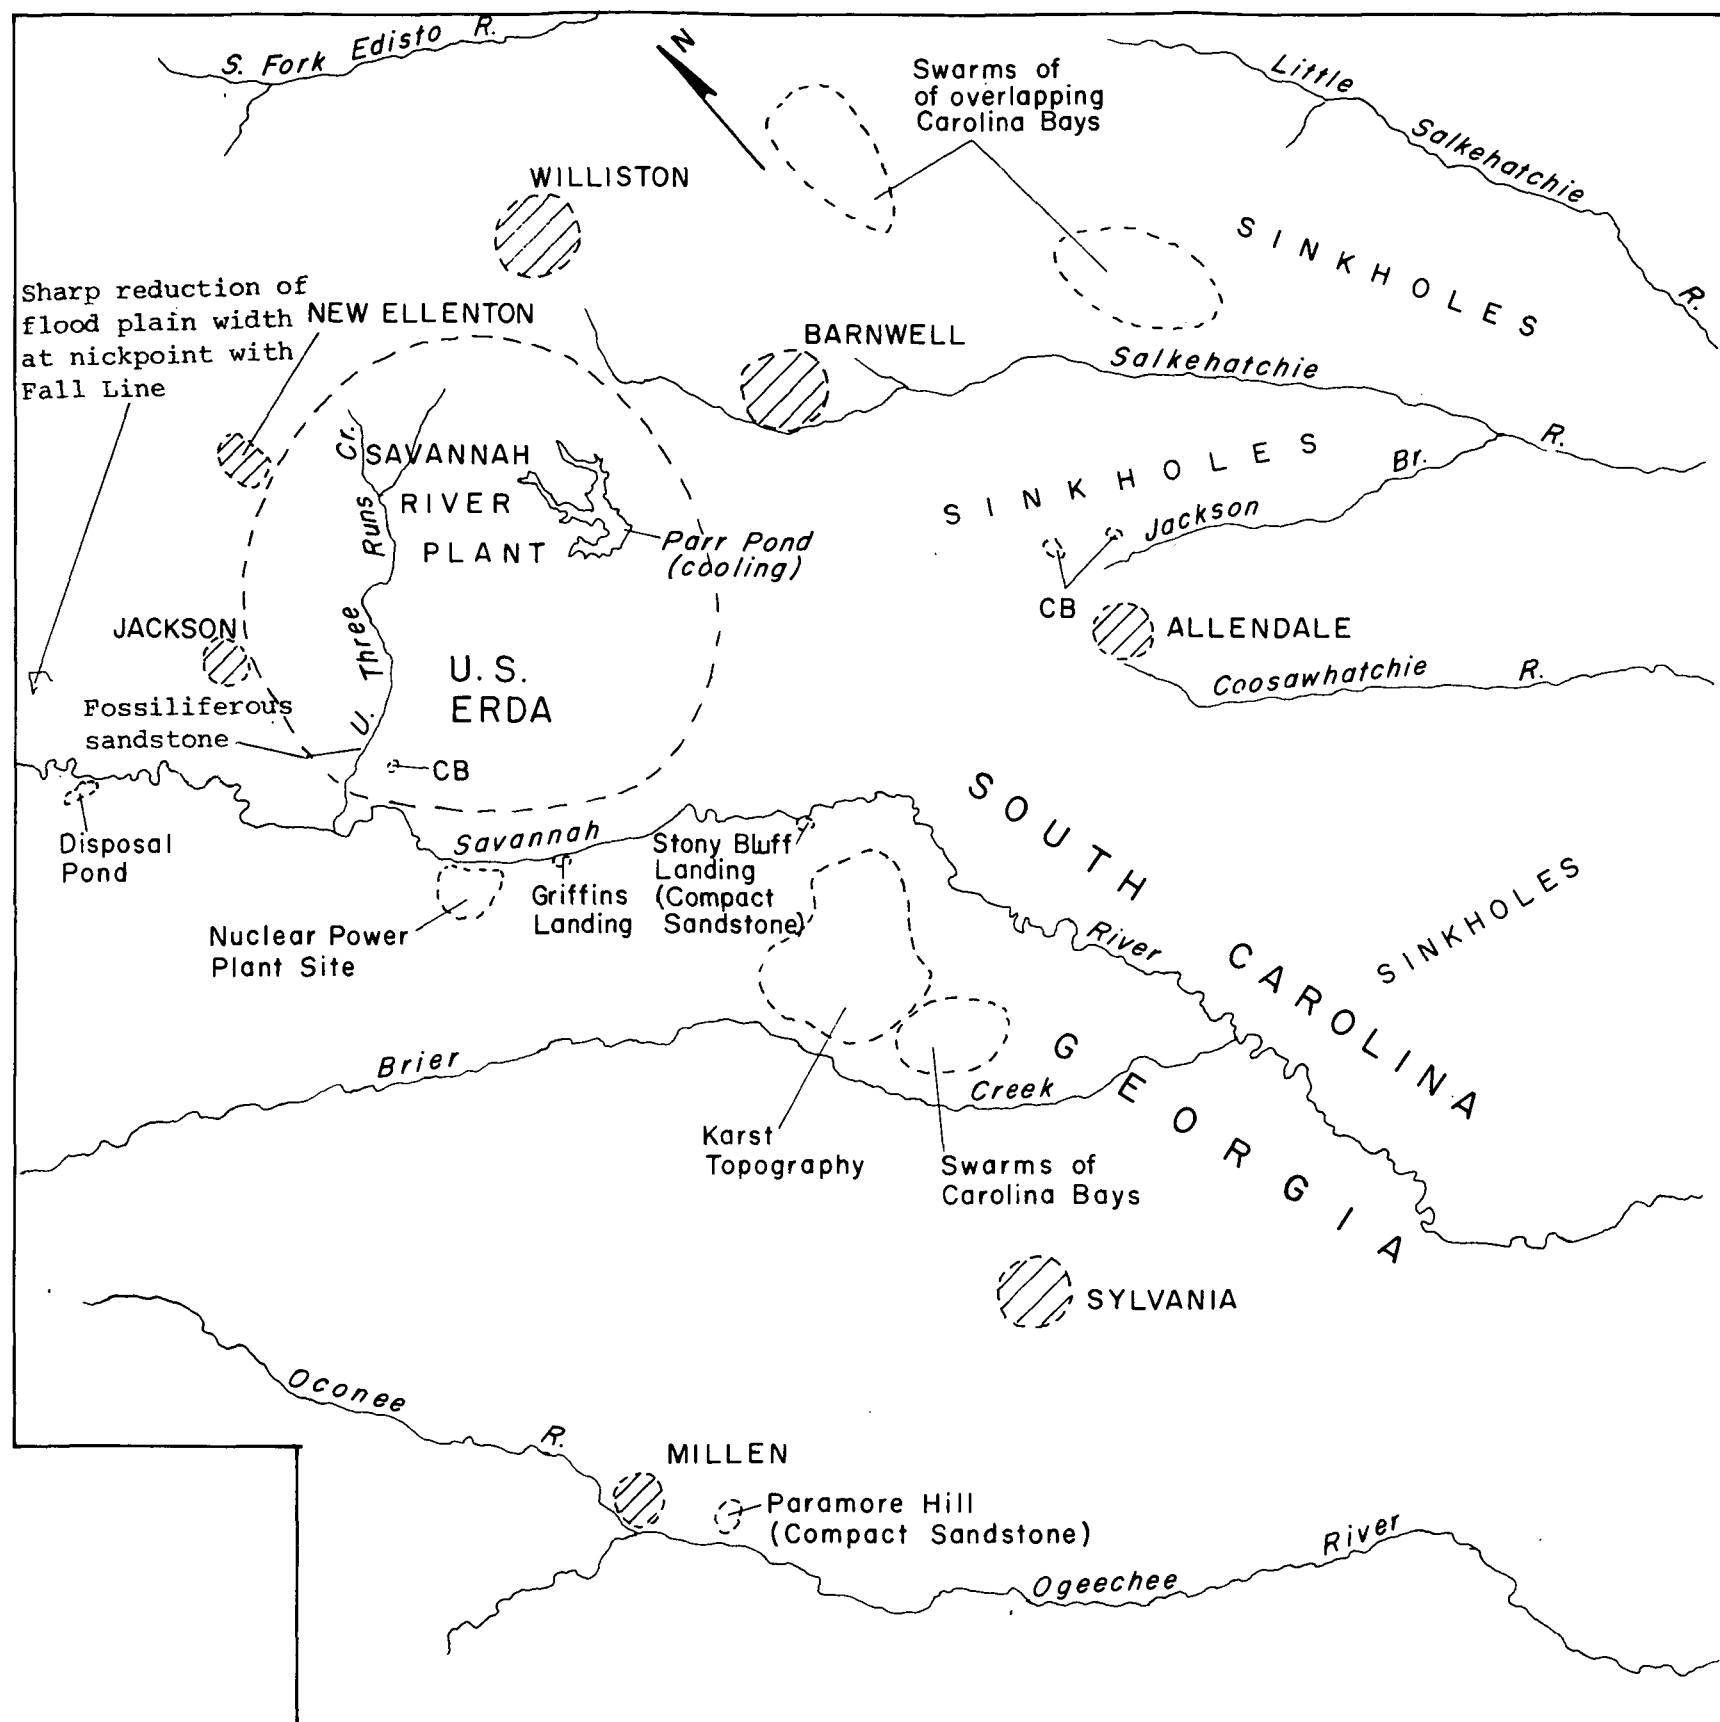 S. Fork Edisto R.
N
Swarms of
of overlapping
Carolina Bays
Little Salkehatchie R.
WILLISTON
SINKHOLES
Sharp reduction of
flood plain width
at nickpoint with
Fall Line
NEW ELLENTON
BARNWELL
Salkehatchie R.
U. Three Runs Cr.
SAVANNAH
RIVER
PLANT
Parr Pond
(cooling)
SINKHOLES
Jackson Br.
CB
ALLENDALE
JACKSON
U.S.
ERDA
Coosawhatchie R.
Fossiliferous
sandstone
CB
Disposal
Pond
Savannah River
Stony Bluff
Landing
(Compact
Sandstone)
Griffins
Landing
Nuclear Power
Plant Site
SOUTH CAROLINA
SINKHOLES
GEORGIA
Brier Creek
Karst
Topography
Swarms of
Carolina Bays
SYLVANIA
Oconee R.
MILLEN
Paramore Hill
(Compact Sandstone)
Ogeechee River